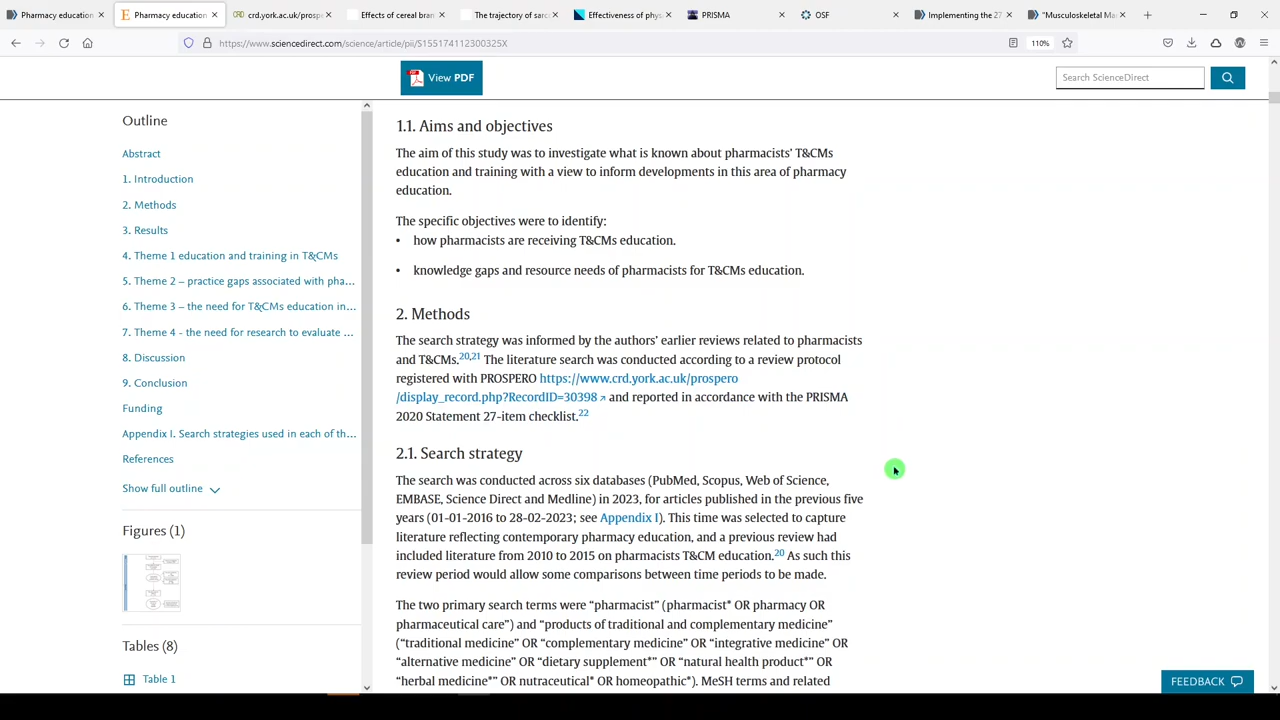 Pharmacy education
Pharmacy education
crd.york.ac.uk/prospe
Effects of cereal bran
The trajectory of sarc
Effectiveness of phys
PRISMA
OSF
Implementing the 27
"Musculoskeletal Ma
https://www.sciencedirect.com/science/article/pii/S155174112300325X
110%
View PDF
Search ScienceDirect
Outline
Abstract
1. Introduction
2. Methods
3. Results
4. Theme 1 education and training in T&CMs
5. Theme 2 – practice gaps associated with pha...
6. Theme 3 – the need for T&CMs education in...
7. Theme 4 - the need for research to evaluate ...
8. Discussion
9. Conclusion
Funding
Appendix I. Search strategies used in each of th...
References
Show full outline
Figures (1)
Tables (8)
Table 1
1.1. Aims and objectives
The aim of this study was to investigate what is known about pharmacists' T&CMs
education and training with a view to inform developments in this area of pharmacy
education.
The specific objectives were to identify:
• how pharmacists are receiving T&CMs education.
• knowledge gaps and resource needs of pharmacists for T&CMs education.
2. Methods
The search strategy was informed by the authors' earlier reviews related to pharmacists
and T&CMs.20,21 The literature search was conducted according to a review protocol
registered with PROSPERO https://www.crd.york.ac.uk/prospero
/display_record.php?RecordID=30398 and reported in accordance with the PRISMA
2020 Statement 27-item checklist.22
2.1. Search strategy
The search was conducted across six databases (PubMed, Scopus, Web of Science,
EMBASE, Science Direct and Medline) in 2023, for articles published in the previous five
years (01-01-2016 to 28-02-2023; see Appendix I). This time was selected to capture
literature reflecting contemporary pharmacy education, and a previous review had
included literature from 2010 to 2015 on pharmacists T&CM education.20 As such this
review period would allow some comparisons between time periods to be made.
The two primary search terms were "pharmacist" (pharmacist* OR pharmacy OR
pharmaceutical care") and "products of traditional and complementary medicine"
("traditional medicine" OR "complementary medicine" OR "integrative medicine" OR
"alternative medicine" OR "dietary supplement*" OR "natural health product*" OR
"herbal medicine*" OR nutraceutical* OR homeopathic*). MeSH terms and related
FEEDBACK